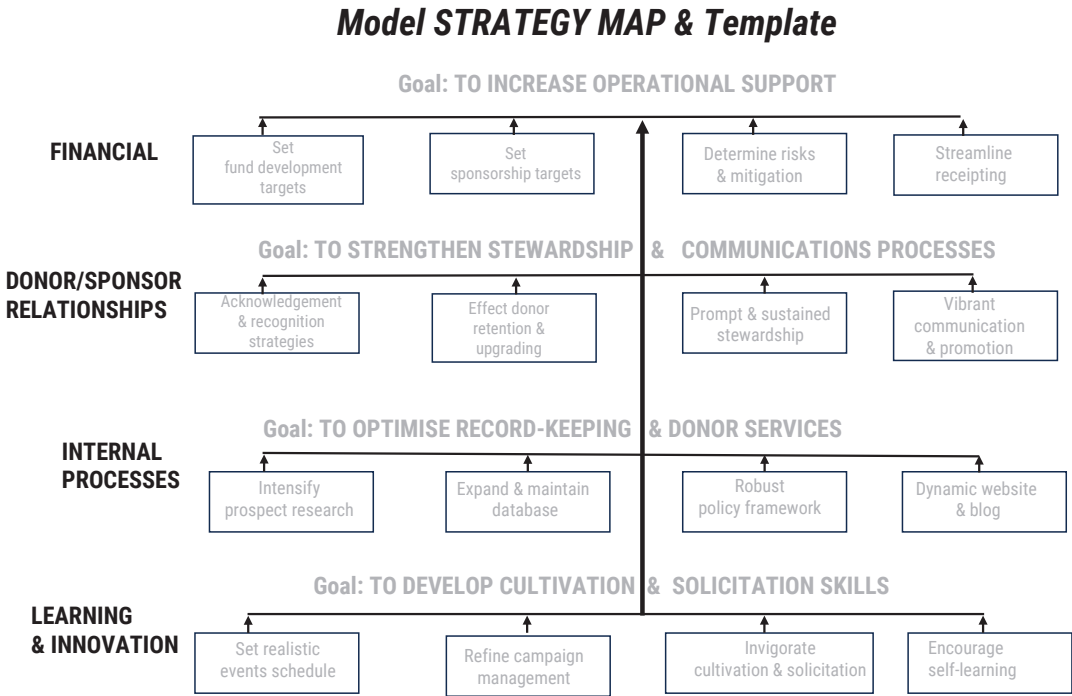 Model STRATEGY MAP & Template
Goal: TO INCREASE OPERATIONAL SUPPORT
FINANCIAL
Set
fund development
targets
Set
sponsorship targets
Determine risks
& mitigation
Streamline
receipting
Goal: TO STRENGTHEN STEWARDSHIP & COMMUNICATIONS PROCESSES
DONOR/SPONSOR
RELATIONSHIPS
Acknowledgement
& recognition
strategies
Effect donor
retention &
upgrading
Prompt & sustained
stewardship
Vibrant
communication
& promotion
Goal: TO OPTIMISE RECORD-KEEPING & DONOR SERVICES
INTERNAL
PROCESSES
Intensify
prospect research
Expand & maintain
database
Robust
policy framework
Dynamic website
& blog
Goal: TO DEVELOP CULTIVATION & SOLICITATION SKILLS
LEARNING
& INNOVATION
Set realistic
events schedule
Refine campaign
management
Invigorate
cultivation & solicitation
Encourage
self-learning